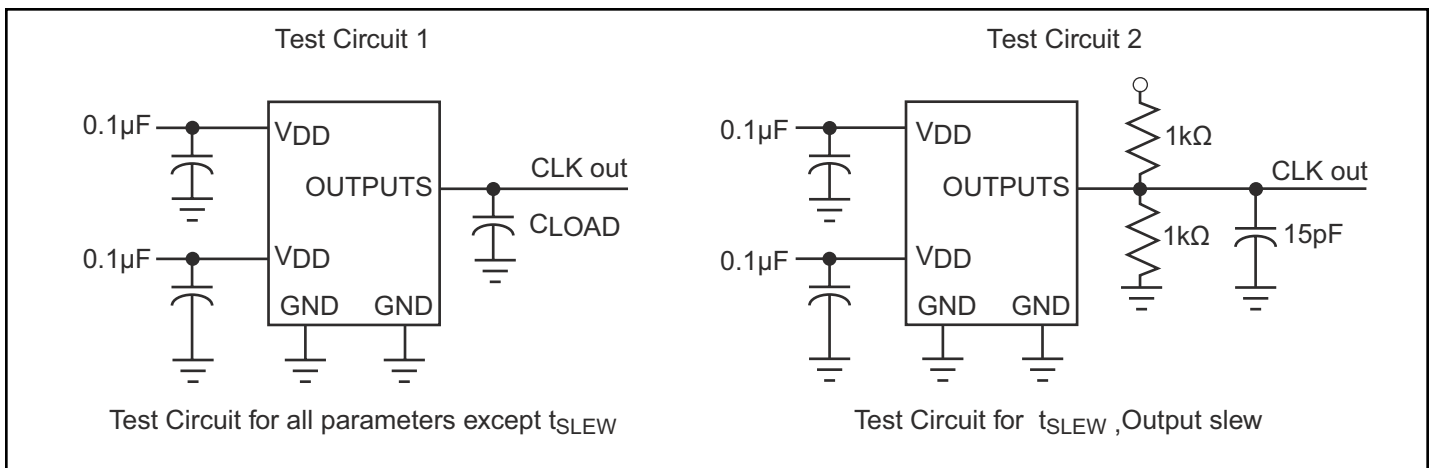 Test Circuit 1
0.1µF
VDD
OUTPUTS
CLK out
CLOAD
0.1µF
VDD
GND
GND
Test Circuit for all parameters except tSLEW
Test Circuit 2
1kΩ
0.1µF
VDD
OUTPUTS
CLK out
1kΩ
15pF
0.1µF
VDD
GND
GND
Test Circuit for tSLEW ,Output slew